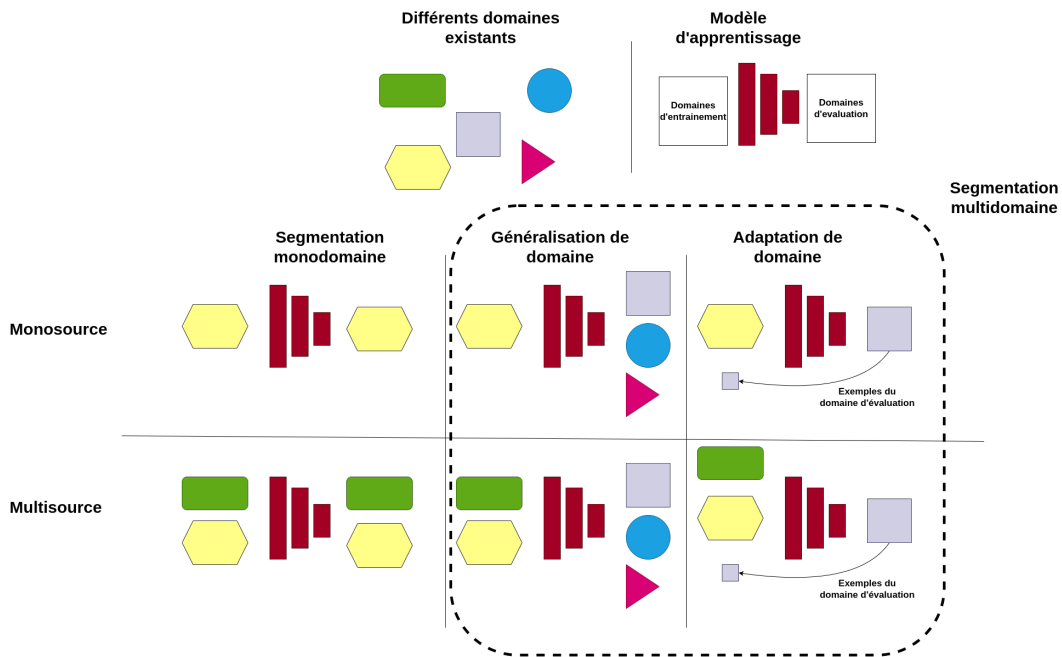 Différents domaines
existants
Modèle
d'apprentissage
Domaines
d'entrainement
Domaines
d'evaluation
Segmentation
multidomaine
Segmentation
monodomaine
Généralisation de
domaine
Adaptation de
domaine
Monosource
Exemples du
domaine d'évaluation
Multisource
Exemples du
domaine d'évaluation